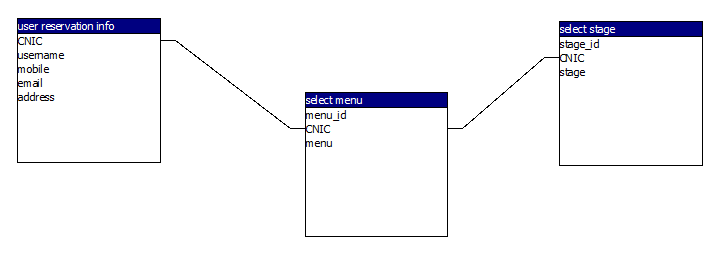 user reservation info
CNIC
username
mobile
email
address
select menu
menu_id
CNIC
menu
select stage
stage_id
CNIC
stage